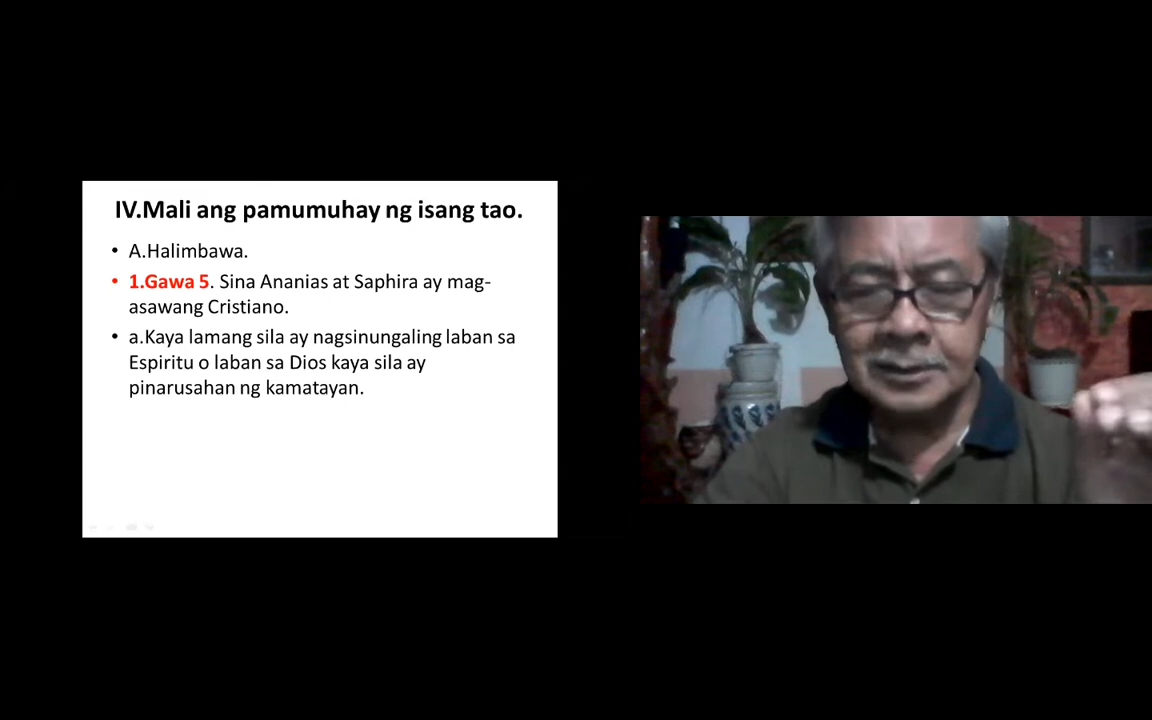 IV.Mali ang pamumuhay ng isang tao.
• A.Halimbawa.
• 1.Gawa 5. Sina Ananias at Saphira ay mag-
asawang Cristiano.
• a.Kaya lamang sila ay nagsinungaling laban sa
Espiritu o laban sa Dios kaya sila ay
pinarusahan ng kamatayan.